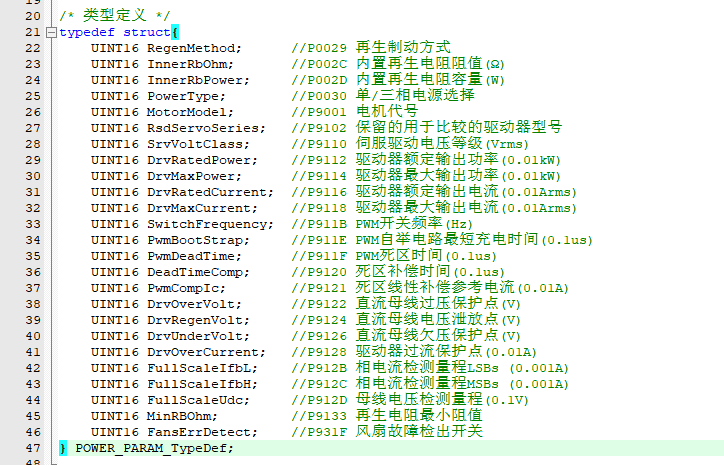 20 /* 类型定义 */
21 typedef struct{
22 UINT16 RegenMethod; //P0029 再生制动方式
23 UINT16 InnerRbOhm; //P002C 内置再生电阻阻值(Ω)
24 UINT16 InnerRbPower; //P002D 内置再生电阻容量(W)
25 UINT16 PowerType; //P0030 单/三相电源选择
26 UINT16 MotorModel; //P9001 电机代号
27 UINT16 RsdServoSeries; //P9102 保留的用于比较的驱动器型号
28 UINT16 SrvVoltClass; //P9110 伺服驱动电压等级(Vrms)
29 UINT16 DrvRatedPower; //P9112 驱动器额定输出功率(0.01kW)
30 UINT16 DrvMaxPower; //P9114 驱动器最大输出功率(0.01kW)
31 UINT16 DrvRatedCurrent; //P9116 驱动器额定输出电流(0.01Arms)
32 UINT16 DrvMaxCurrent; //P9118 驱动器最大输出电流(0.01Arms)
33 UINT16 SwitchFrequency; //P911B PWM开关频率(Hz)
34 UINT16 PwmBootStrap; //P911E PWM自举电路最短充电时间(0.1us)
35 UINT16 PwmDeadTime; //P911F PWM死区时间(0.1us)
36 UINT16 DeadTimeComp; //P9120 死区补偿时间(0.1us)
37 UINT16 PwmCompIc; //P9121 死区线性补偿参考电流(0.01A)
38 UINT16 DrvOverVolt; //P9122 直流母线过压保护点(V)
39 UINT16 DrvRegenVolt; //P9124 直流母线电压泄放点(V)
40 UINT16 DrvUnderVolt; //P9126 直流母线欠压保护点(V)
41 UINT16 DrvOverCurrent; //P9128 驱动器过流保护点(0.01A)
42 UINT16 FullScaleIfbL; //P912B 相电流检测量程LSBs (0.001A)
43 UINT16 FullScaleIfbH; //P912C 相电流检测量程MSBs (0.001A)
44 UINT16 FullScaleUdc; //P912D 母线电压检测量程(0.1V)
45 UINT16 MinRBOhm; //P9133 再生电阻最小阻值
46 UINT16 FansErrDetect; //P931F 风扇故障检出开关
47 } POWER_PARAM_TypeDef;